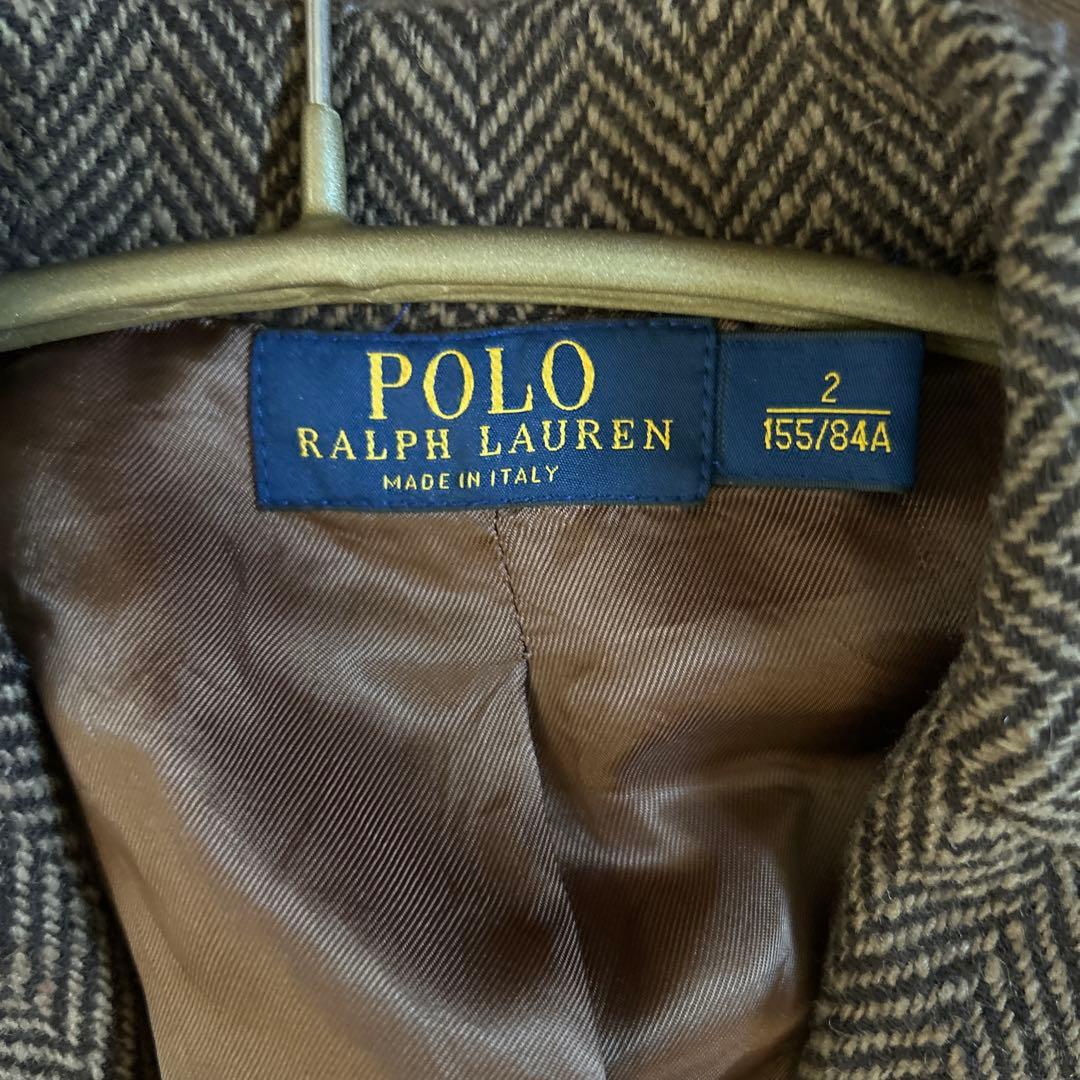 POLO
RALPH LAUREN
MADE IN ITALY
2
155/84A